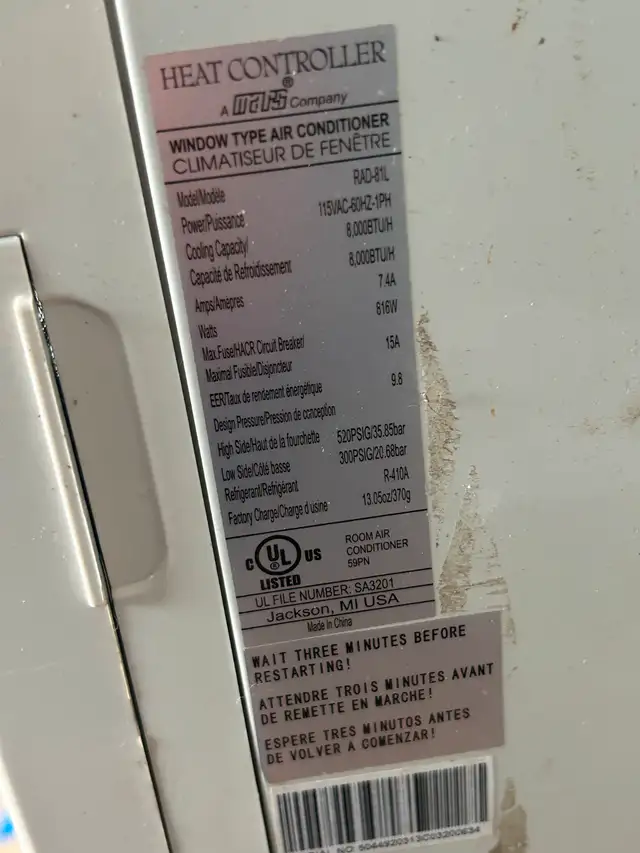 HEAT CONTROLLER
A MARS® Company
WINDOW TYPE AIR CONDITIONER
CLIMATISEUR DE FENÊTRE
Model/Modèle RAD-81L
Power/Puissance 115VAC-60HZ-1PH
Cooling Capacity/ 8,000BTU/H
Capacité de Refroidissement 8,000BTU/H
Amps/Amèpres 7.4A
Watts 816W
Max.Fuse/HACR Circuit Breaker/ 15A
Maximal Fusible/Disjoncteur
EER/Taux de rendement énergétique 9.8
Design Pressure/Pression de conception
High Side/Haut de la fourchette 520PSIG/35.85bar
Low Side/Côté basse 300PSIG/20.68bar
Refrigerant/Refrigérant R-410A
Factory Charge/Charge d'usine 13.05oz/370g
C UL® US
LISTED
ROOM AIR
CONDITIONER
59PN
UL FILE NUMBER: SA3201
Jackson, MI USA
Made In China
WAIT THREE MINUTES BEFORE
RESTARTING!
ATTENDRE TROIS MINUTES AVANT
DE REMETTE EN MARCHE!
ESPERE TRES MINUTOS ANTES
DE VOLVER A COMENZAR!